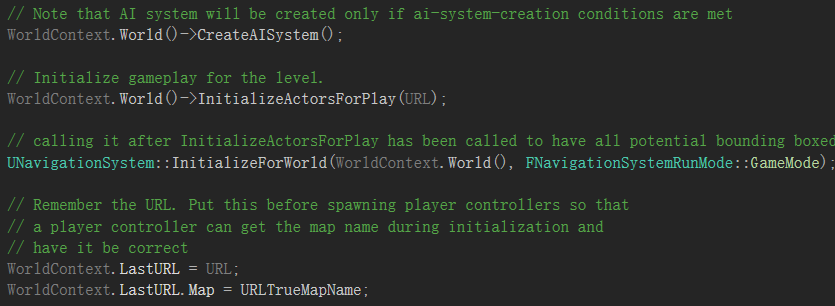 // Note that AI system will be created only if ai-system-creation conditions are met
WorldContext.World()->CreateAISystem();
// Initialize gameplay for the level.
WorldContext.World()->InitializeActorsForPlay(URL);
// calling it after InitializeActorsForPlay has been called to have all potential bounding boxed
UNavigationSystem::InitializeForWorld(WorldContext.World(), FNavigationSystemRunMode::GameMode);
// Remember the URL. Put this before spawning player controllers so that
// a player controller can get the map name during initialization and
// have it be correct
WorldContext.LastURL = URL;
WorldContext.LastURL.Map = URLTrueMapName;